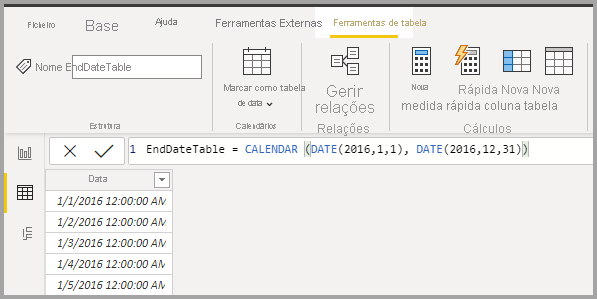 Ficheiro Base Ajuda Ferramentas Externas Ferramentas de tabela
Nome EndDateTable
Marcar como tabela
de data
Gerir
relações
Nova
Rápida Nova Nova
medida rápida coluna tabela
Estrutura Calendários Relações Cálculos
1 EndDateTable = CALENDAR (DATE(2016,1,1), DATE(2016,12,31))
Data
1/1/2016 12:00:00 AM
1/2/2016 12:00:00 AM
1/3/2016 12:00:00 AM
1/4/2016 12:00:00 AM
1/5/2016 12:00:00 AM